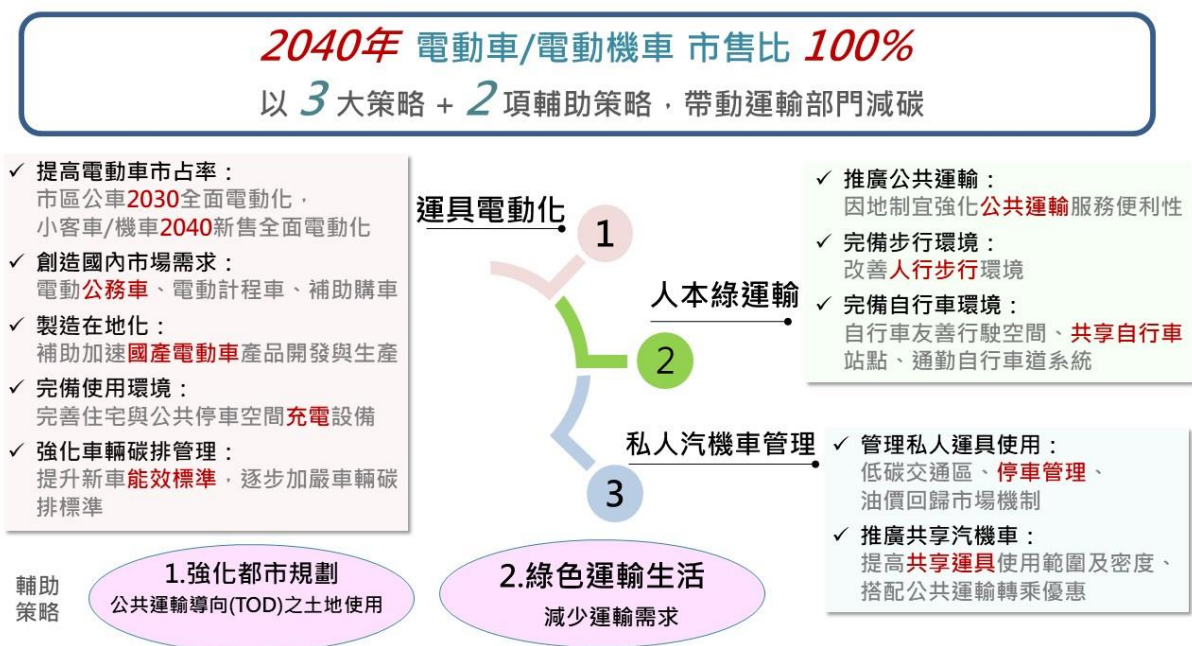 2040年 電動車/電動機車 市售比 100%
以 3 大策略 + 2 項輔助策略，帶動運輸部門減碳
✓ 提高電動車市占率：
市區公車2030全面電動化，
小客車/機車2040新售全面電動化
✓ 創造國內市場需求：
電動公務車、電動計程車、補助購車
✓ 製造在地化：
補助加速國產電動車產品開發與生產
✓ 完備使用環境：
完善住宅與公共停車空間充電設備
✓ 強化車輛碳排管理：
提升新車能效標準，逐步加嚴車輛碳
排標準
運具電動化
1
人本綠運輸
2
私人汽機車管理
3
✓ 推廣公共運輸：
因地制宜強化公共運輸服務便利性
✓ 完備步行環境：
改善人行步行環境
✓ 完備自行車環境：
自行車友善行駛空間、共享自行車
站點、通勤自行車道系統
✓ 管理私人運具使用：
低碳交通區、停車管理、
油價回歸市場機制
✓ 推廣共享汽機車：
提高共享運具使用範圍及密度、
搭配公共運輸轉乘優惠
輔助
策略
1.強化都市規劃
公共運輸導向(TOD)之土地使用
2.綠色運輸生活
減少運輸需求